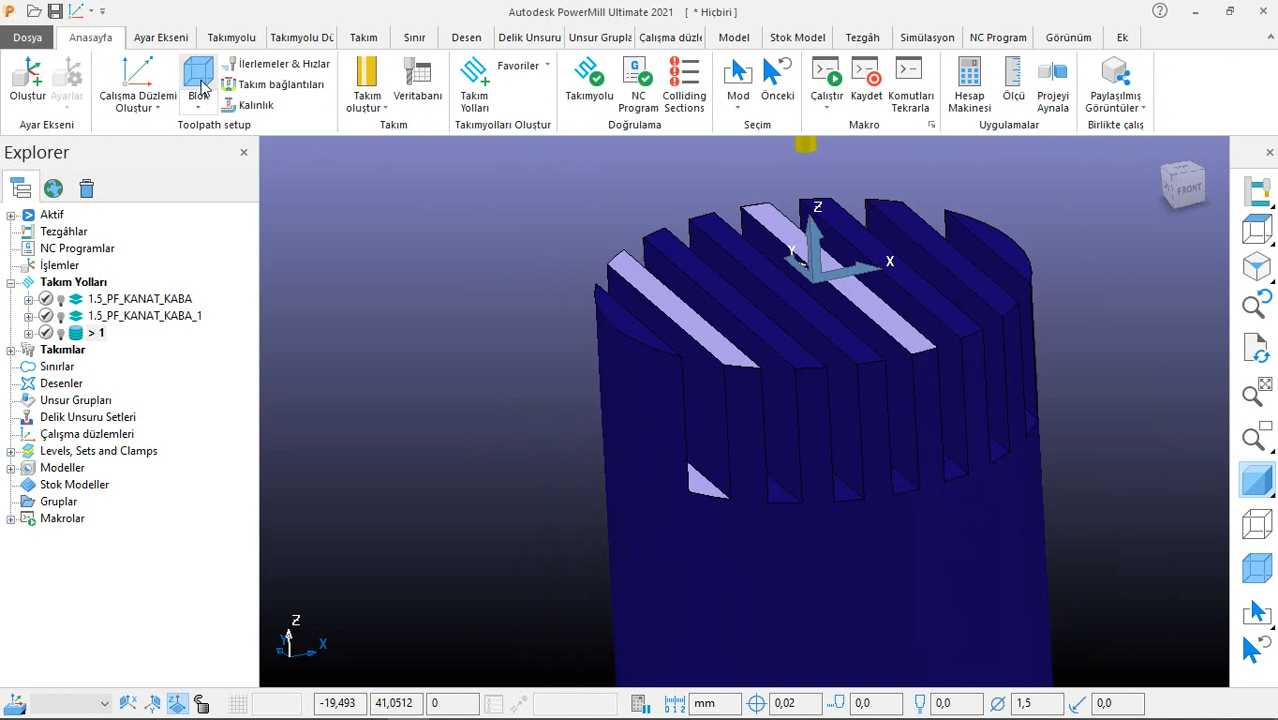 Autodesk PowerMill Ultimate 2021 [ * Hiçbiri ]
Dosya Anasayfa Ayar Ekseni Takımyolu Takımyolu Dü Takım Sınır Desen Delik Unsuru Unsur Grupla Çalışma düzle Model Stok Model Tezgâh Simülasyon NC Program Görünüm Ek
Oluştur
Ayarlar
Ayar Ekseni
Çalışma Düzlemi Oluştur
Blok
İlerlemeler & Hızlar
Takım bağlantıları
Kalınlık
Toolpath setup
Takım oluştur
Veritabanı
Takım
Takım Yolları
Favoriler
Takımyolları Oluştur
Takımyolu
NC Program
Colliding Sections
Doğrulama
Mod
Önceki
Seçim
Çalıştır
Kaydet
Komutları Tekrarla
Makro
Hesap Makinesi
Ölçü
Projeyi Aynala
Uygulamalar
Paylaşılmış Görüntüler
Birlikte çalış
Explorer
Aktif
Tezgâhlar
NC Programlar
İşlemler
Takım Yolları
1.5_PF_KANAT_KABA
1.5_PF_KANAT_KABA_1
> 1
Takımlar
Sınırlar
Desenler
Unsur Grupları
Delik Unsuru Setleri
Çalışma düzlemleri
Levels, Sets and Clamps
Modeller
Stok Modeller
Gruplar
Makrolar
Z
Y
X
FRONT
Z
Y
X
-19,493 41,0512 0 mm 0,02 0,0 0,0 1,5 0,0